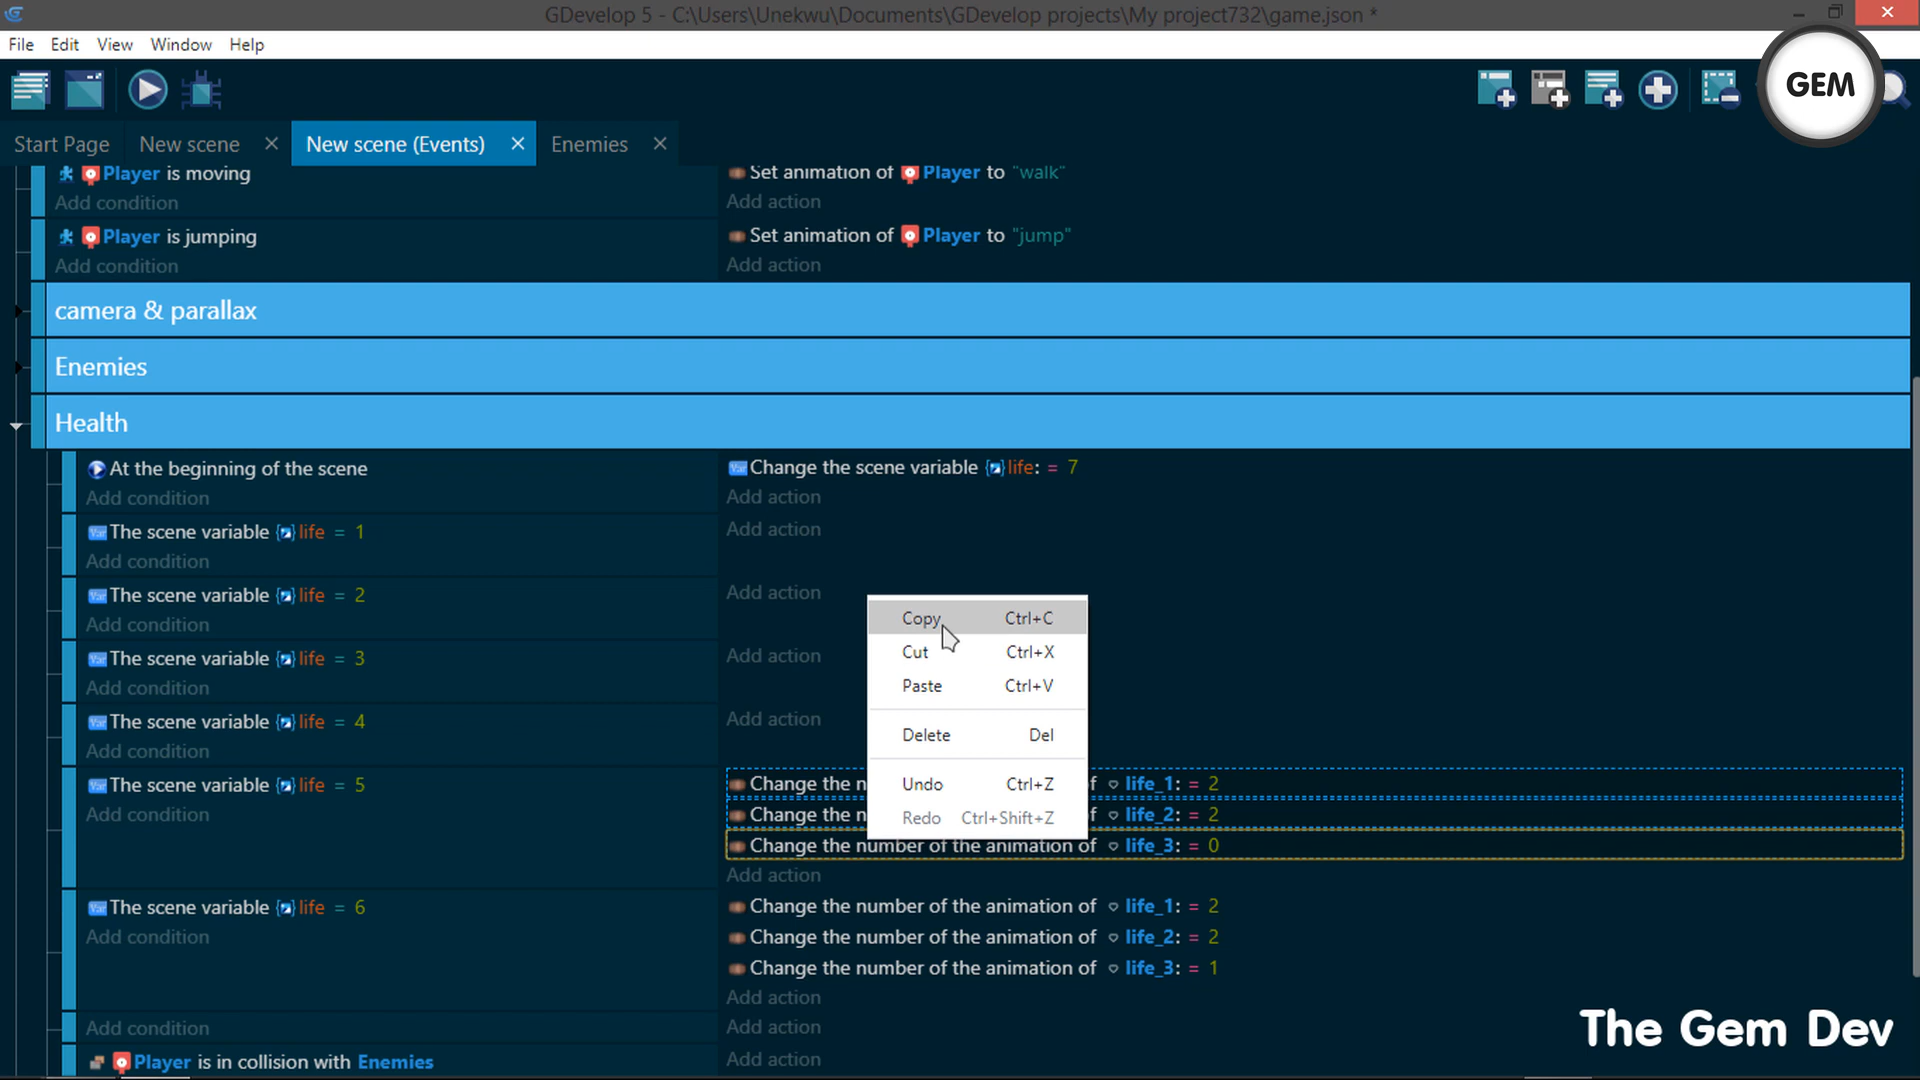 GDevelop 5 - C:\Users\Unekwu\Documents\GDevelop projects\My project732\game.json *
File Edit View Window Help
GEM
Start Page New scene × New scene (Events) × Enemies ×
Player is moving
Set animation of Player to "walk"
Add condition
Add action
Player is jumping
Set animation of Player to "jump"
Add condition
Add action
camera & parallax
Enemies
Health
At the beginning of the scene
Change the scene variable life: = 7
Add condition
Add action
The scene variable life = 1
Add action
Add condition
The scene variable life = 2
Add action
Add condition
The scene variable life = 3
Add action
Add condition
The scene variable life = 4
Add action
Add condition
Copy Ctrl+C
Cut Ctrl+X
Paste Ctrl+V
Delete Del
Undo Ctrl+Z
Redo Ctrl+Shift+Z
The scene variable life = 5
Add condition
Change the n f life_1: = 2
Change the n f life_2: = 2
Change the number of the animation of life_3: = 0
Add action
The scene variable life = 6
Add condition
Change the number of the animation of life_1: = 2
Change the number of the animation of life_2: = 2
Change the number of the animation of life_3: = 1
Add action
Add condition
Add action
Player is in collision with Enemies
Add action
The Gem Dev